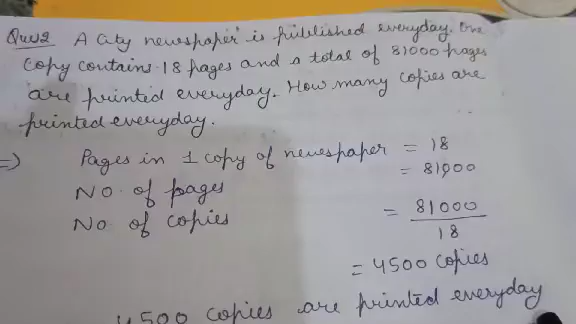 Que2 A City newspaper is published everyday. One
copy contains 18 pages and a total of 81000 pages
are printed everyday. How many copies are
printed everyday.
=) Pages in 1 copy of newspaper = 18
No. of pages = 81000
No of copies = 81000
18
= 4500 copies
4500 copies are printed everyday